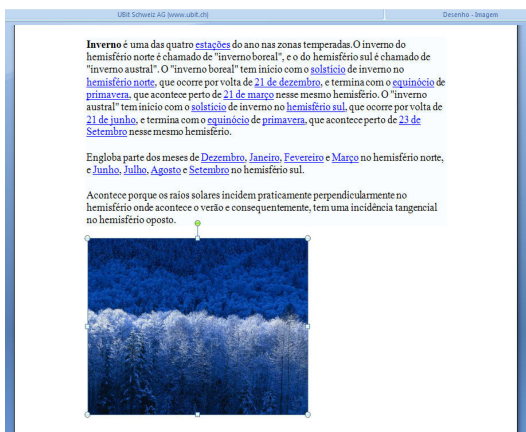 UBit Schweiz AG (www.ubit.ch)
Desenho - Imagem
Inverno é uma das quatro estações do ano nas zonas temperadas.O inverno do
hemisfério norte é chamado de "inverno boreal", e o do hemisfério sul é chamado de
"inverno austral". O "inverno boreal" tem início com o solstício de inverno no
hemisfério norte, que ocorre por volta de 21 de dezembro, e termina com o equinócio de
primavera, que acontece perto de 21 de março nesse mesmo hemisfério. O "inverno
austral" tem início com o solstício de inverno no hemisfério sul, que ocorre por volta de
21 de junho, e termina com o equinócio de primavera, que acontece perto de 23 de
Setembro nesse mesmo hemisfério.
Engloba parte dos meses de Dezembro, Janeiro, Fevereiro e Março no hemisfério norte,
e Junho, Julho, Agosto e Setembro no hemisfério sul.
Acontece porque os raios solares incidem praticamente perpendicularmente no
hemisfério onde acontece o verão e consequentemente, tem uma incidência tangencial
no hemisfério oposto.